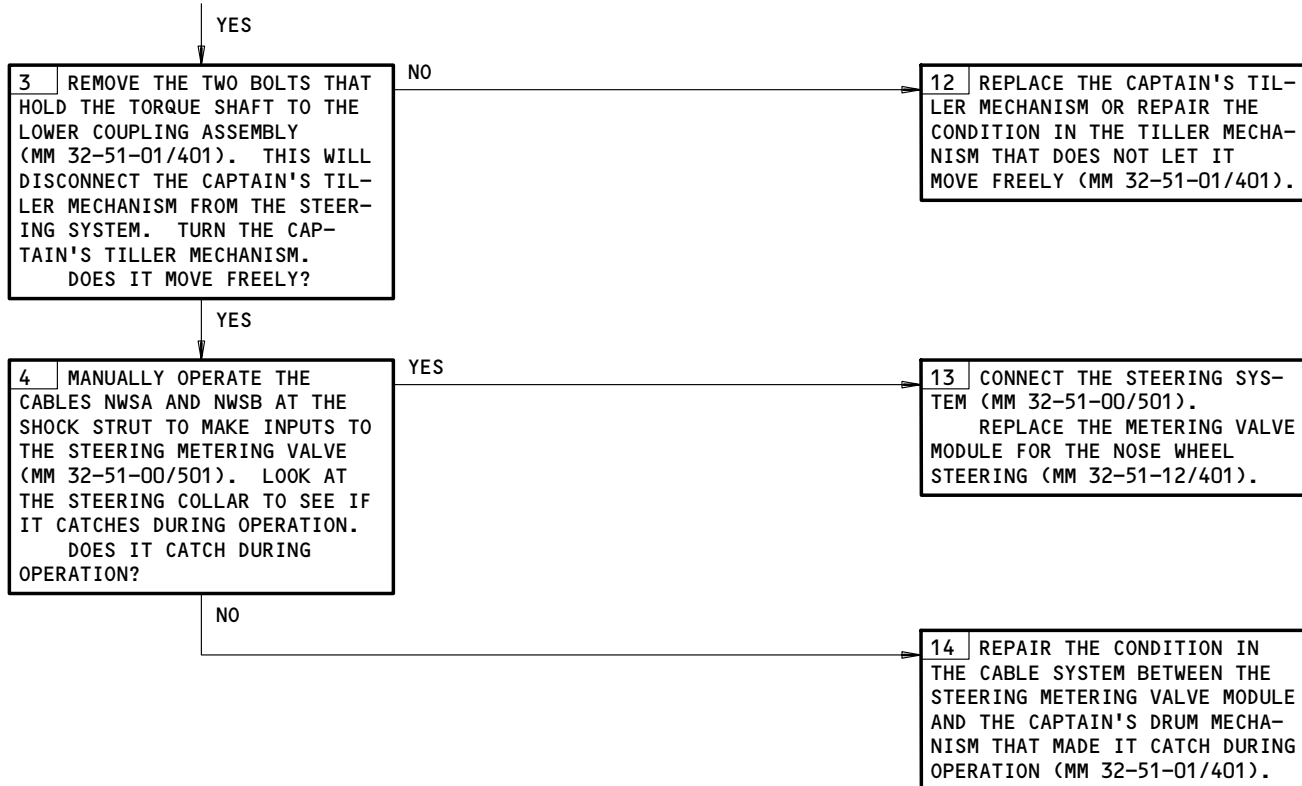 YES
3 REMOVE THE TWO BOLTS THAT
HOLD THE TORQUE SHAFT TO THE
LOWER COUPLING ASSEMBLY
(MM 32-51-01/401). THIS WILL
DISCONNECT THE CAPTAIN'S TIL-
LER MECHANISM FROM THE STEER-
ING SYSTEM. TURN THE CAP-
TAIN'S TILLER MECHANISM.
DOES IT MOVE FREELY?
NO
12 REPLACE THE CAPTAIN'S TIL-
LER MECHANISM OR REPAIR THE
CONDITION IN THE TILLER MECHA-
NISM THAT DOES NOT LET IT
MOVE FREELY (MM 32-51-01/401).
YES
4 MANUALLY OPERATE THE
CABLES NWSA AND NWSB AT THE
SHOCK STRUT TO MAKE INPUTS TO
THE STEERING METERING VALVE
(MM 32-51-00/501). LOOK AT
THE STEERING COLLAR TO SEE IF
IT CATCHES DURING OPERATION.
DOES IT CATCH DURING
OPERATION?
YES
13 CONNECT THE STEERING SYS-
TEM (MM 32-51-00/501).
REPLACE THE METERING VALVE
MODULE FOR THE NOSE WHEEL
STEERING (MM 32-51-12/401).
NO
14 REPAIR THE CONDITION IN
THE CABLE SYSTEM BETWEEN THE
STEERING METERING VALVE MODULE
AND THE CAPTAIN'S DRUM MECHA-
NISM THAT MADE IT CATCH DURING
OPERATION (MM 32-51-01/401).